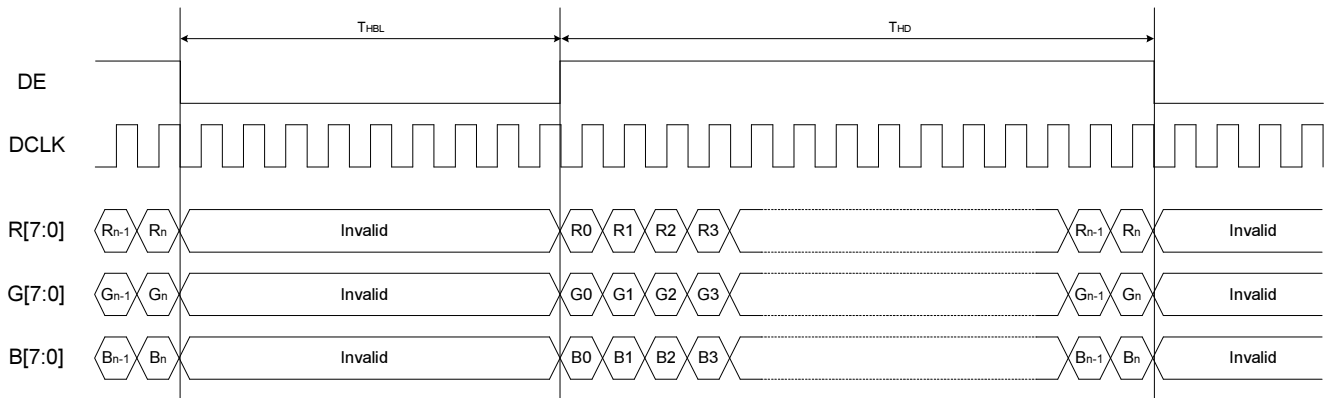 THBL THD
DE
DCLK
R[7:0] Rn-1 Rn Invalid R0 R1 R2 R3 Rn-1 Rn Invalid
G[7:0] Gn-1 Gn Invalid G0 G1 G2 G3 Gn-1 Gn Invalid
B[7:0] Bn-1 Bn Invalid B0 B1 B2 B3 Bn-1 Bn Invalid